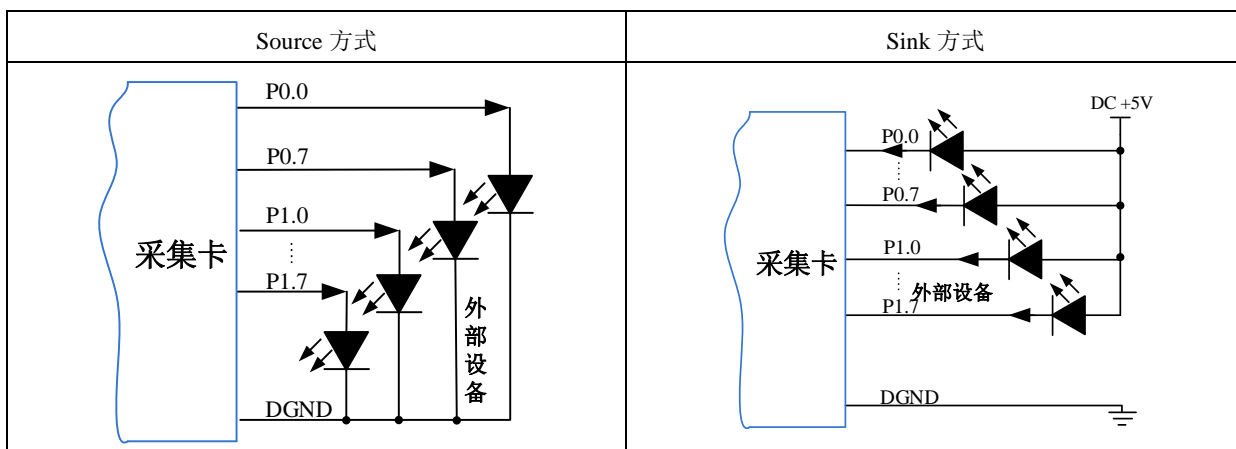 Source 方式
Sink 方式
P0.0
P0.7
P1.0
⋮
P1.7
采集卡
外部设备
DGND
DC +5V
P0.0
⋮
P0.7
P1.0
⋮
P1.7
采集卡
外部设备
DGND